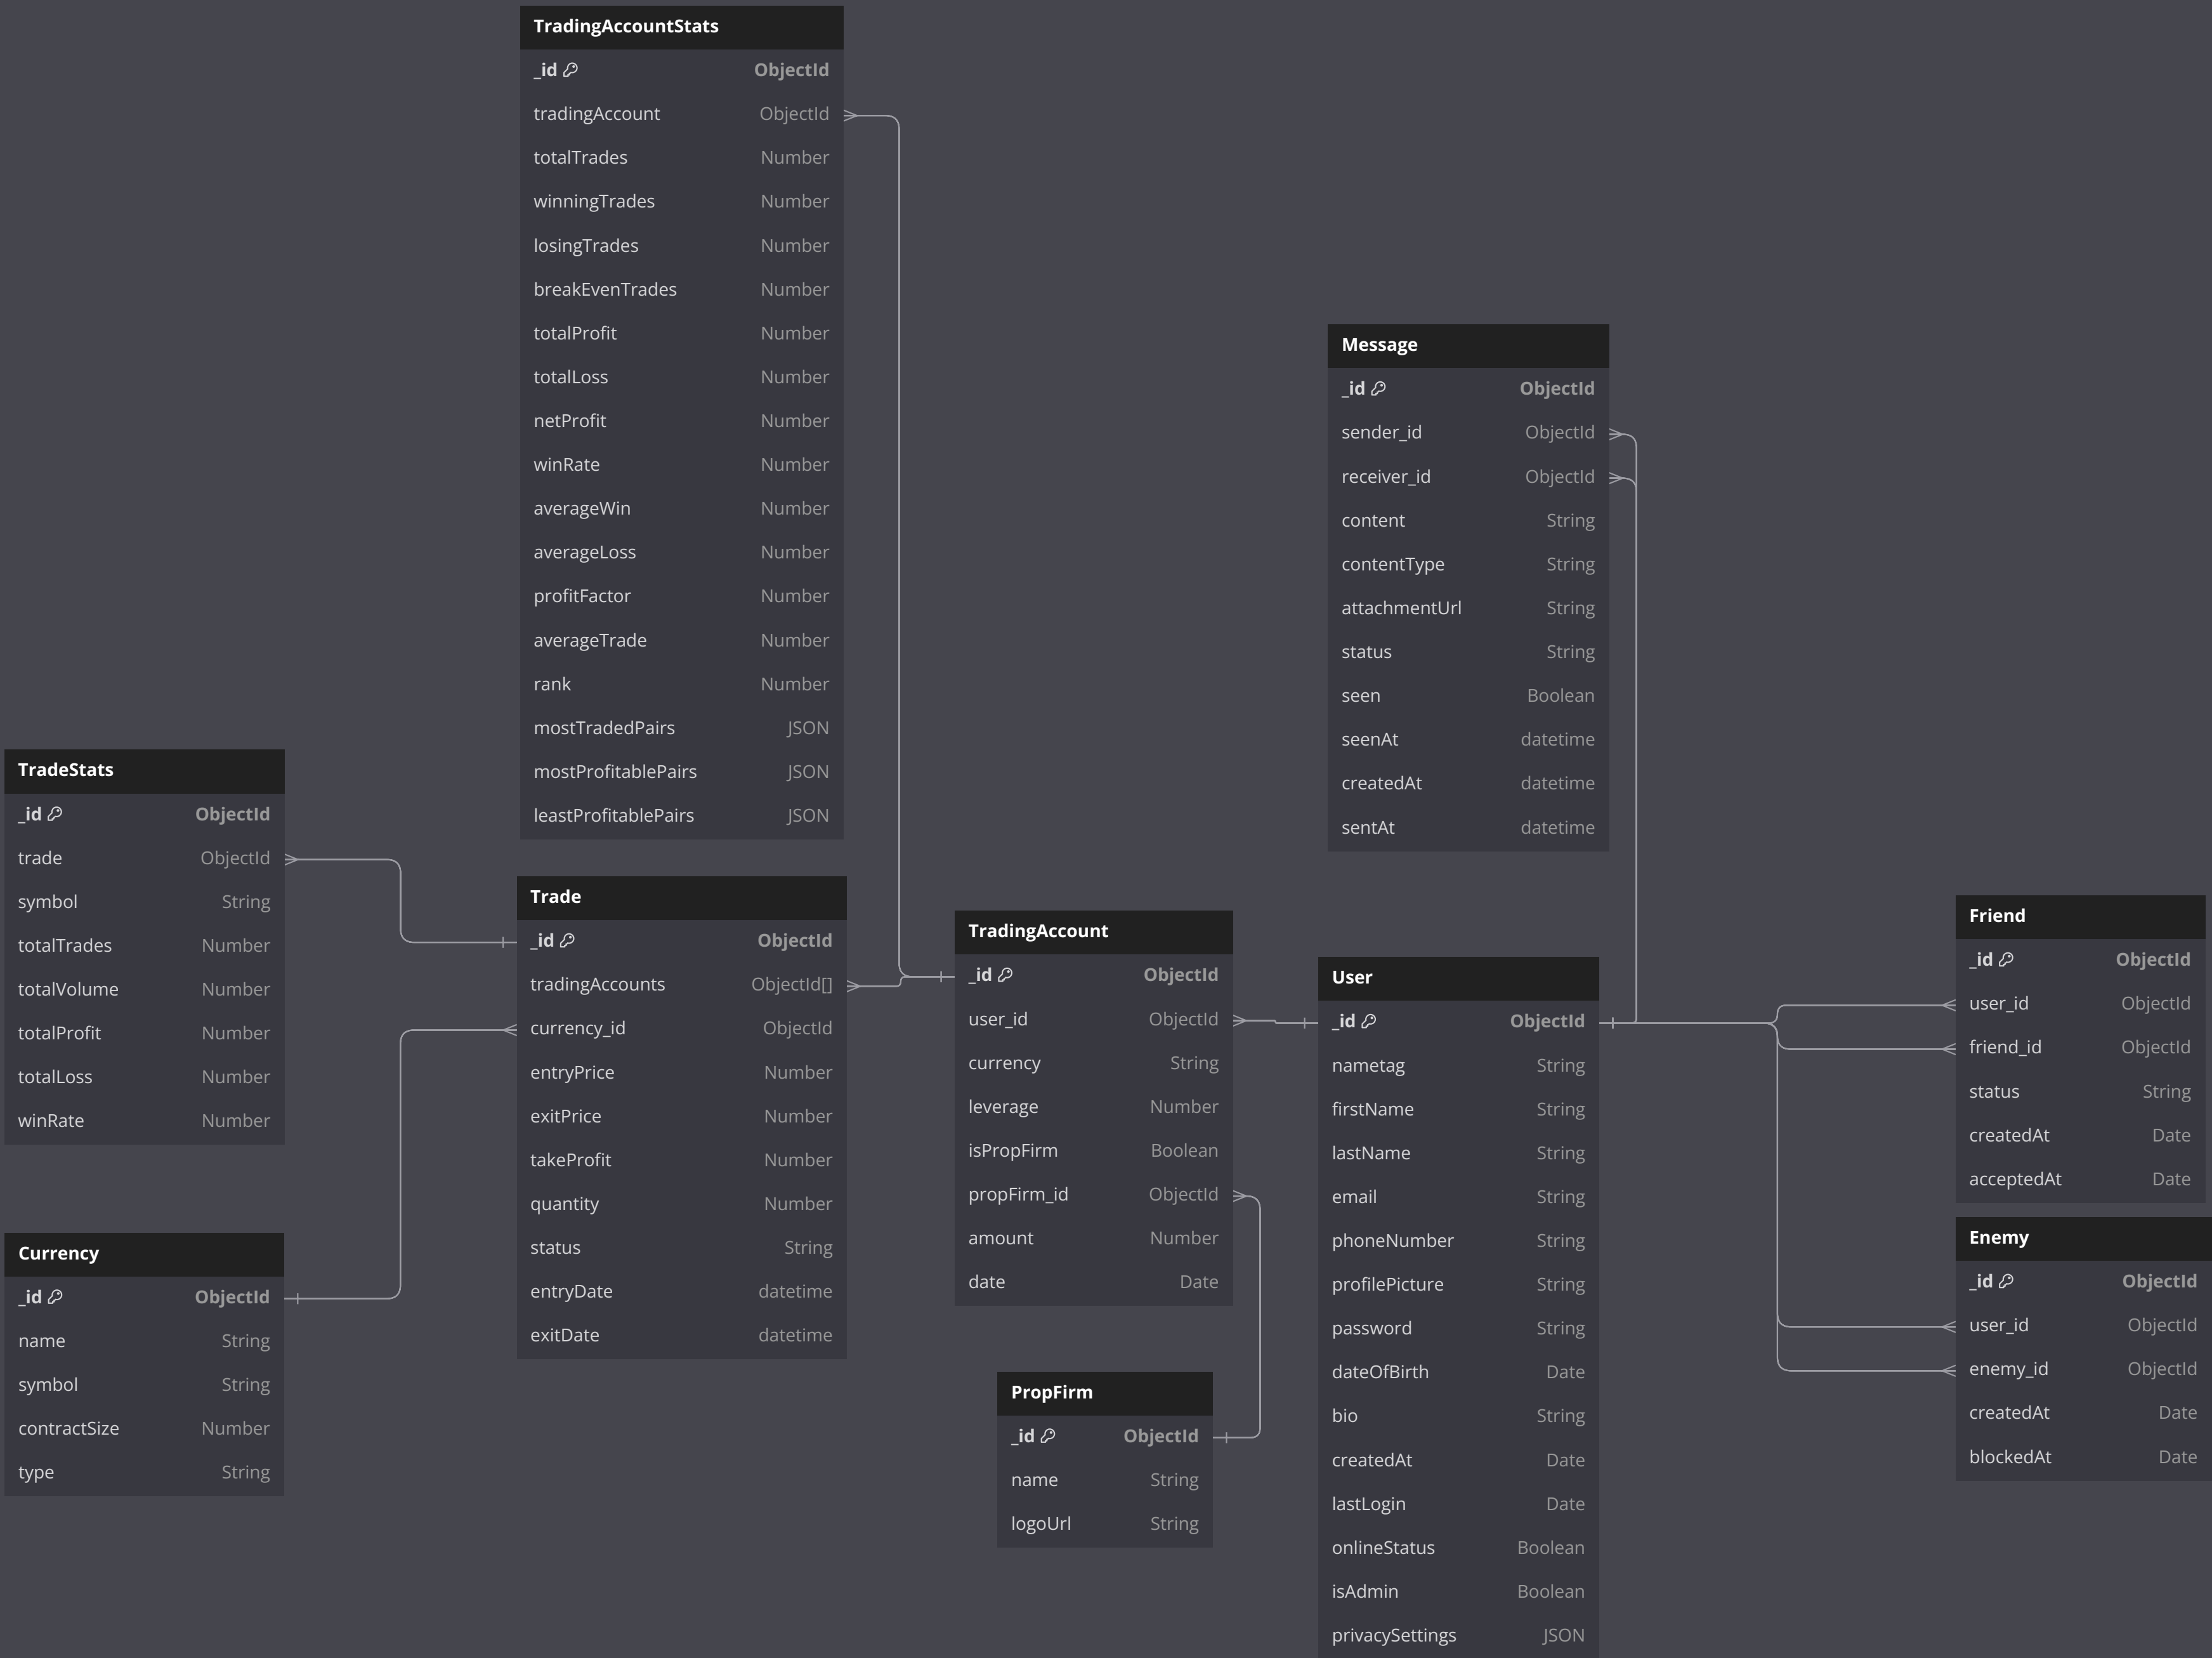 TradingAccountStats
_id ObjectId
tradingAccount ObjectId
totalTrades Number
winningTrades Number
losingTrades Number
breakEvenTrades Number
totalProfit Number
totalLoss Number
netProfit Number
winRate Number
averageWin Number
averageLoss Number
profitFactor Number
averageTrade Number
rank Number
mostTradedPairs JSON
mostProfitablePairs JSON
leastProfitablePairs JSON
Message
_id ObjectId
sender_id ObjectId
receiver_id ObjectId
content String
contentType String
attachmentUrl String
status String
seen Boolean
seenAt datetime
createdAt datetime
sentAt datetime
TradeStats
_id ObjectId
trade ObjectId
symbol String
totalTrades Number
totalVolume Number
totalProfit Number
totalLoss Number
winRate Number
Trade
_id ObjectId
tradingAccounts ObjectId[]
currency_id ObjectId
entryPrice Number
exitPrice Number
takeProfit Number
quantity Number
status String
entryDate datetime
exitDate datetime
TradingAccount
_id ObjectId
user_id ObjectId
currency String
leverage Number
isPropFirm Boolean
propFirm_id ObjectId
amount Number
date Date
User
_id ObjectId
nametag String
firstName String
lastName String
email String
phoneNumber String
profilePicture String
password String
dateOfBirth Date
bio String
createdAt Date
lastLogin Date
onlineStatus Boolean
isAdmin Boolean
privacySettings JSON
Friend
_id ObjectId
user_id ObjectId
friend_id ObjectId
status String
createdAt Date
acceptedAt Date
Enemy
_id ObjectId
user_id ObjectId
enemy_id ObjectId
createdAt Date
blockedAt Date
Currency
_id ObjectId
name String
symbol String
contractSize Number
type String
PropFirm
_id ObjectId
name String
logoUrl String